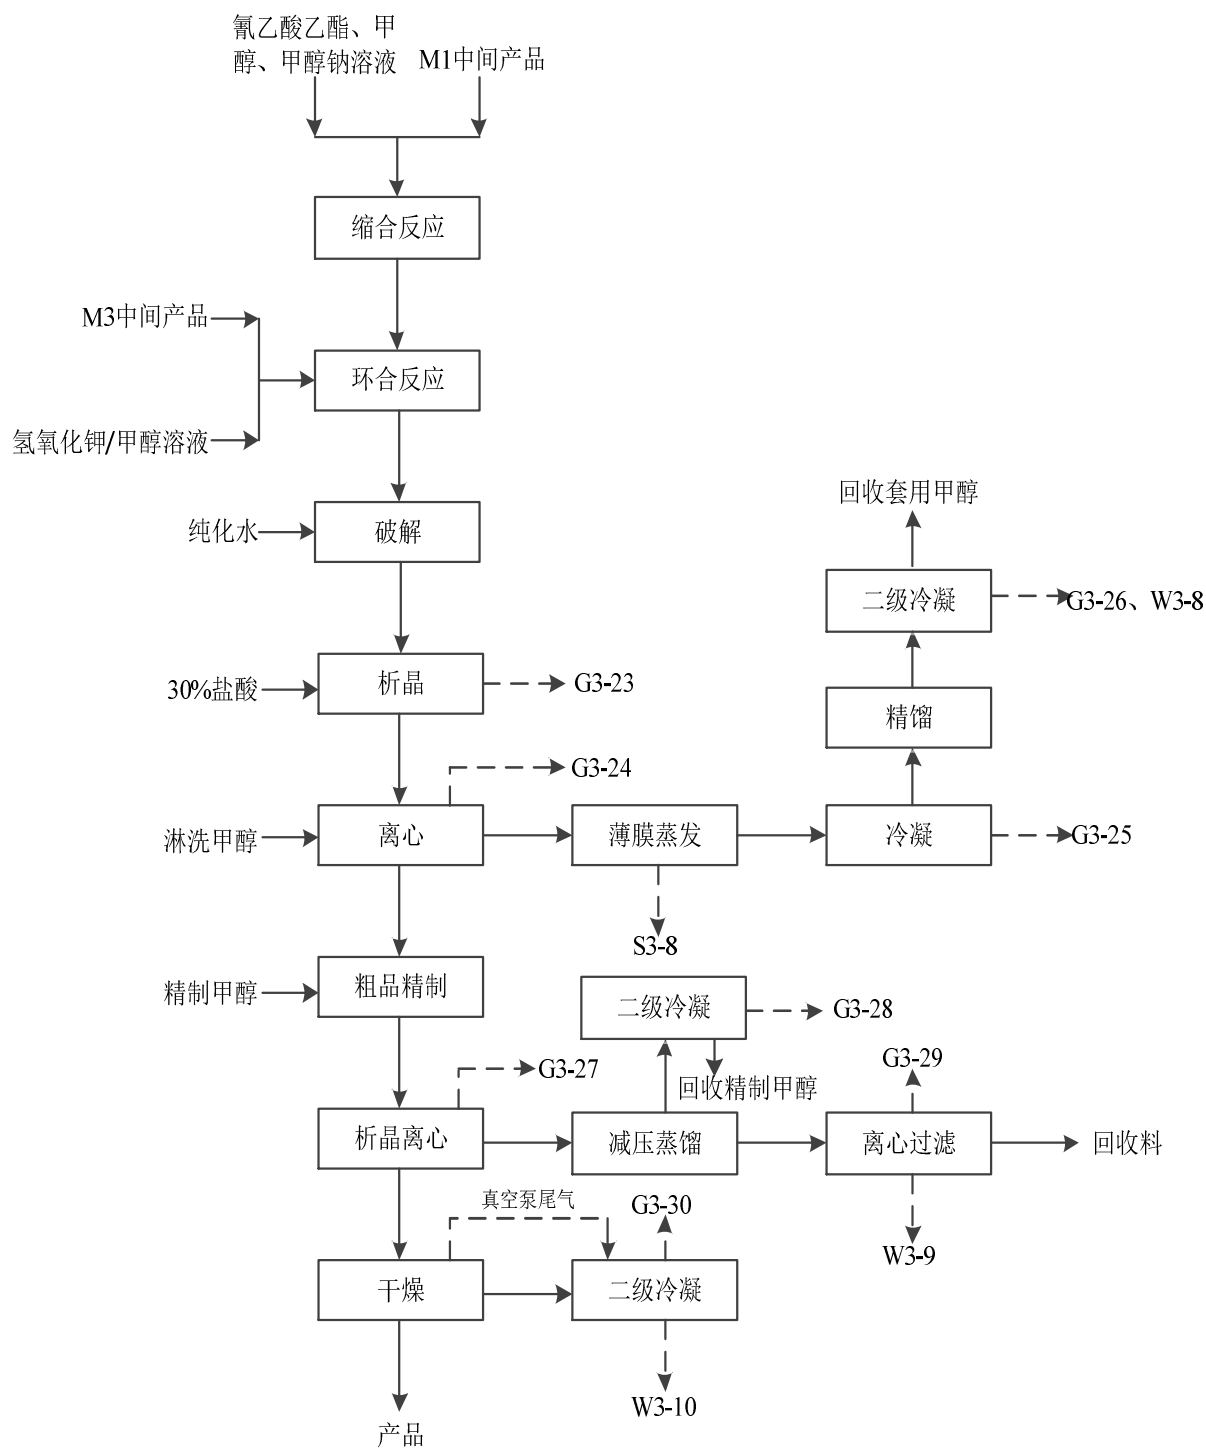 氰乙酸乙酯、甲
醇、甲醇钠溶液
M1中间产品
缩合反应
M3中间产品
环合反应
氢氧化钾/甲醇溶液
回收套用甲醇
纯化水
破解
二级冷凝
G3-26、W3-8
30%盐酸
析晶
G3-23
精馏
G3-24
淋洗甲醇
离心
薄膜蒸发
冷凝
G3-25
S3-8
精制甲醇
粗品精制
二级冷凝
G3-28
G3-27
回收精制甲醇
G3-29
析晶离心
减压蒸馏
离心过滤
回收料
真空泵尾气
G3-30
W3-9
干燥
二级冷凝
W3-10
产品